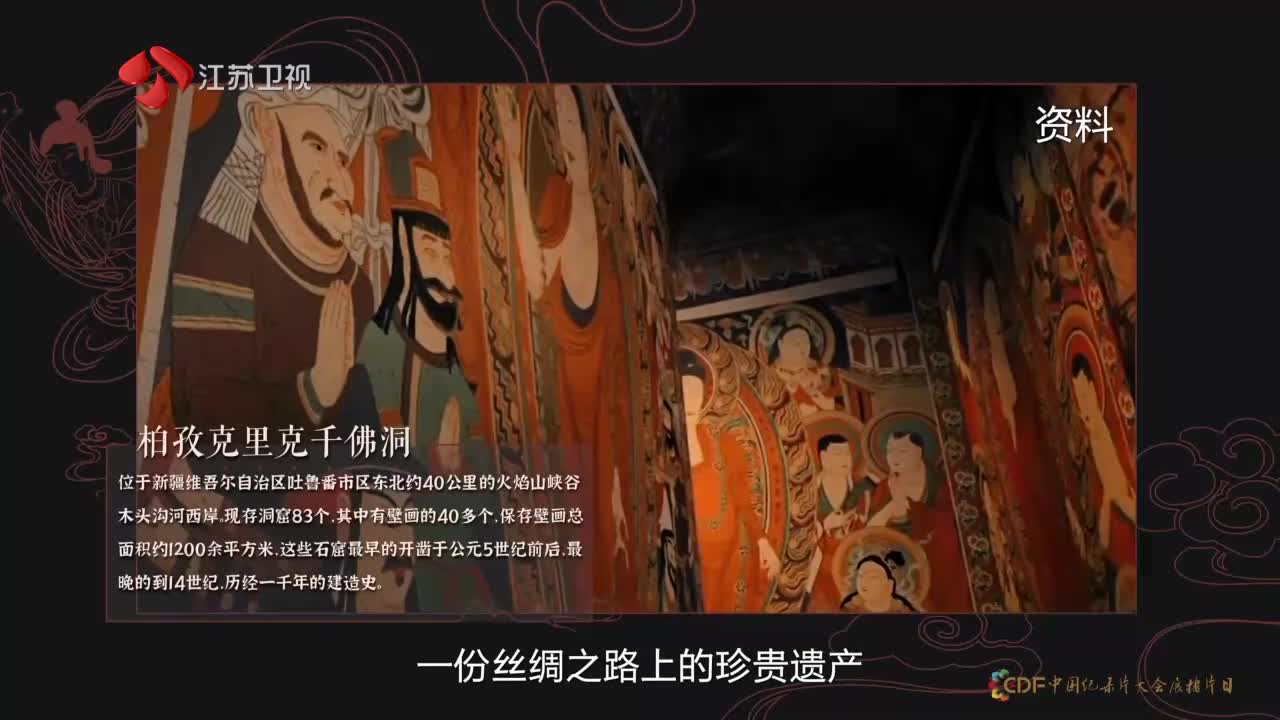 江苏卫视
资料
柏孜克里克千佛洞
位于新疆维吾尔自治区吐鲁番市区东北约40公里的火焰山峡谷
木头沟河西岸。现存洞窟83个,其中有壁画的40多个,保存壁画总
面积约1200余平方米,这些石窟最早的开凿于公元5世纪前后,最
晚的到14世纪,历经一千年的建造史。
一份丝绸之路上的珍贵遗产
CDF中国纪录片大会展播片日